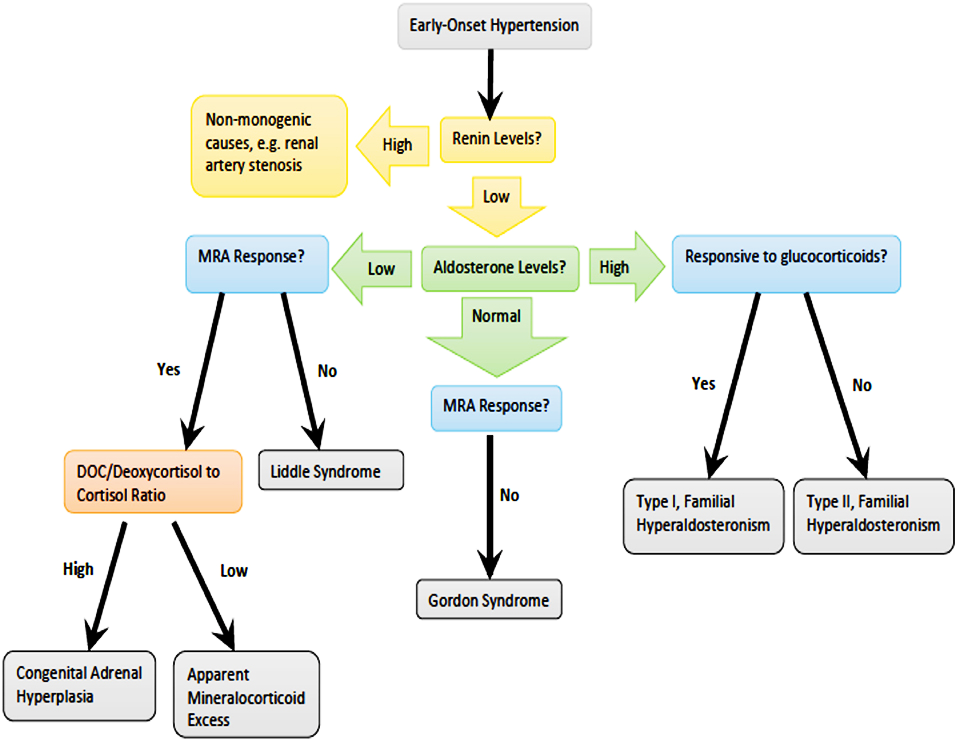 Early-Onset Hypertension
Non-monogenic
causes, e.g. renal
artery stenosis
High
Renin Levels?
Low
MRA Response?
Low
Aldosterone Levels?
High
Responsive to glucocorticoids?
Normal
Yes
No
MRA Response?
Yes
No
DOC/Deoxycortisol to
Cortisol Ratio
Liddle Syndrome
No
Type I, Familial
Hyperaldosteronism
Type II, Familial
Hyperaldosteronism
High
Low
Gordon Syndrome
Congenital Adrenal
Hyperplasia
Apparent
Mineralocorticoid
Excess